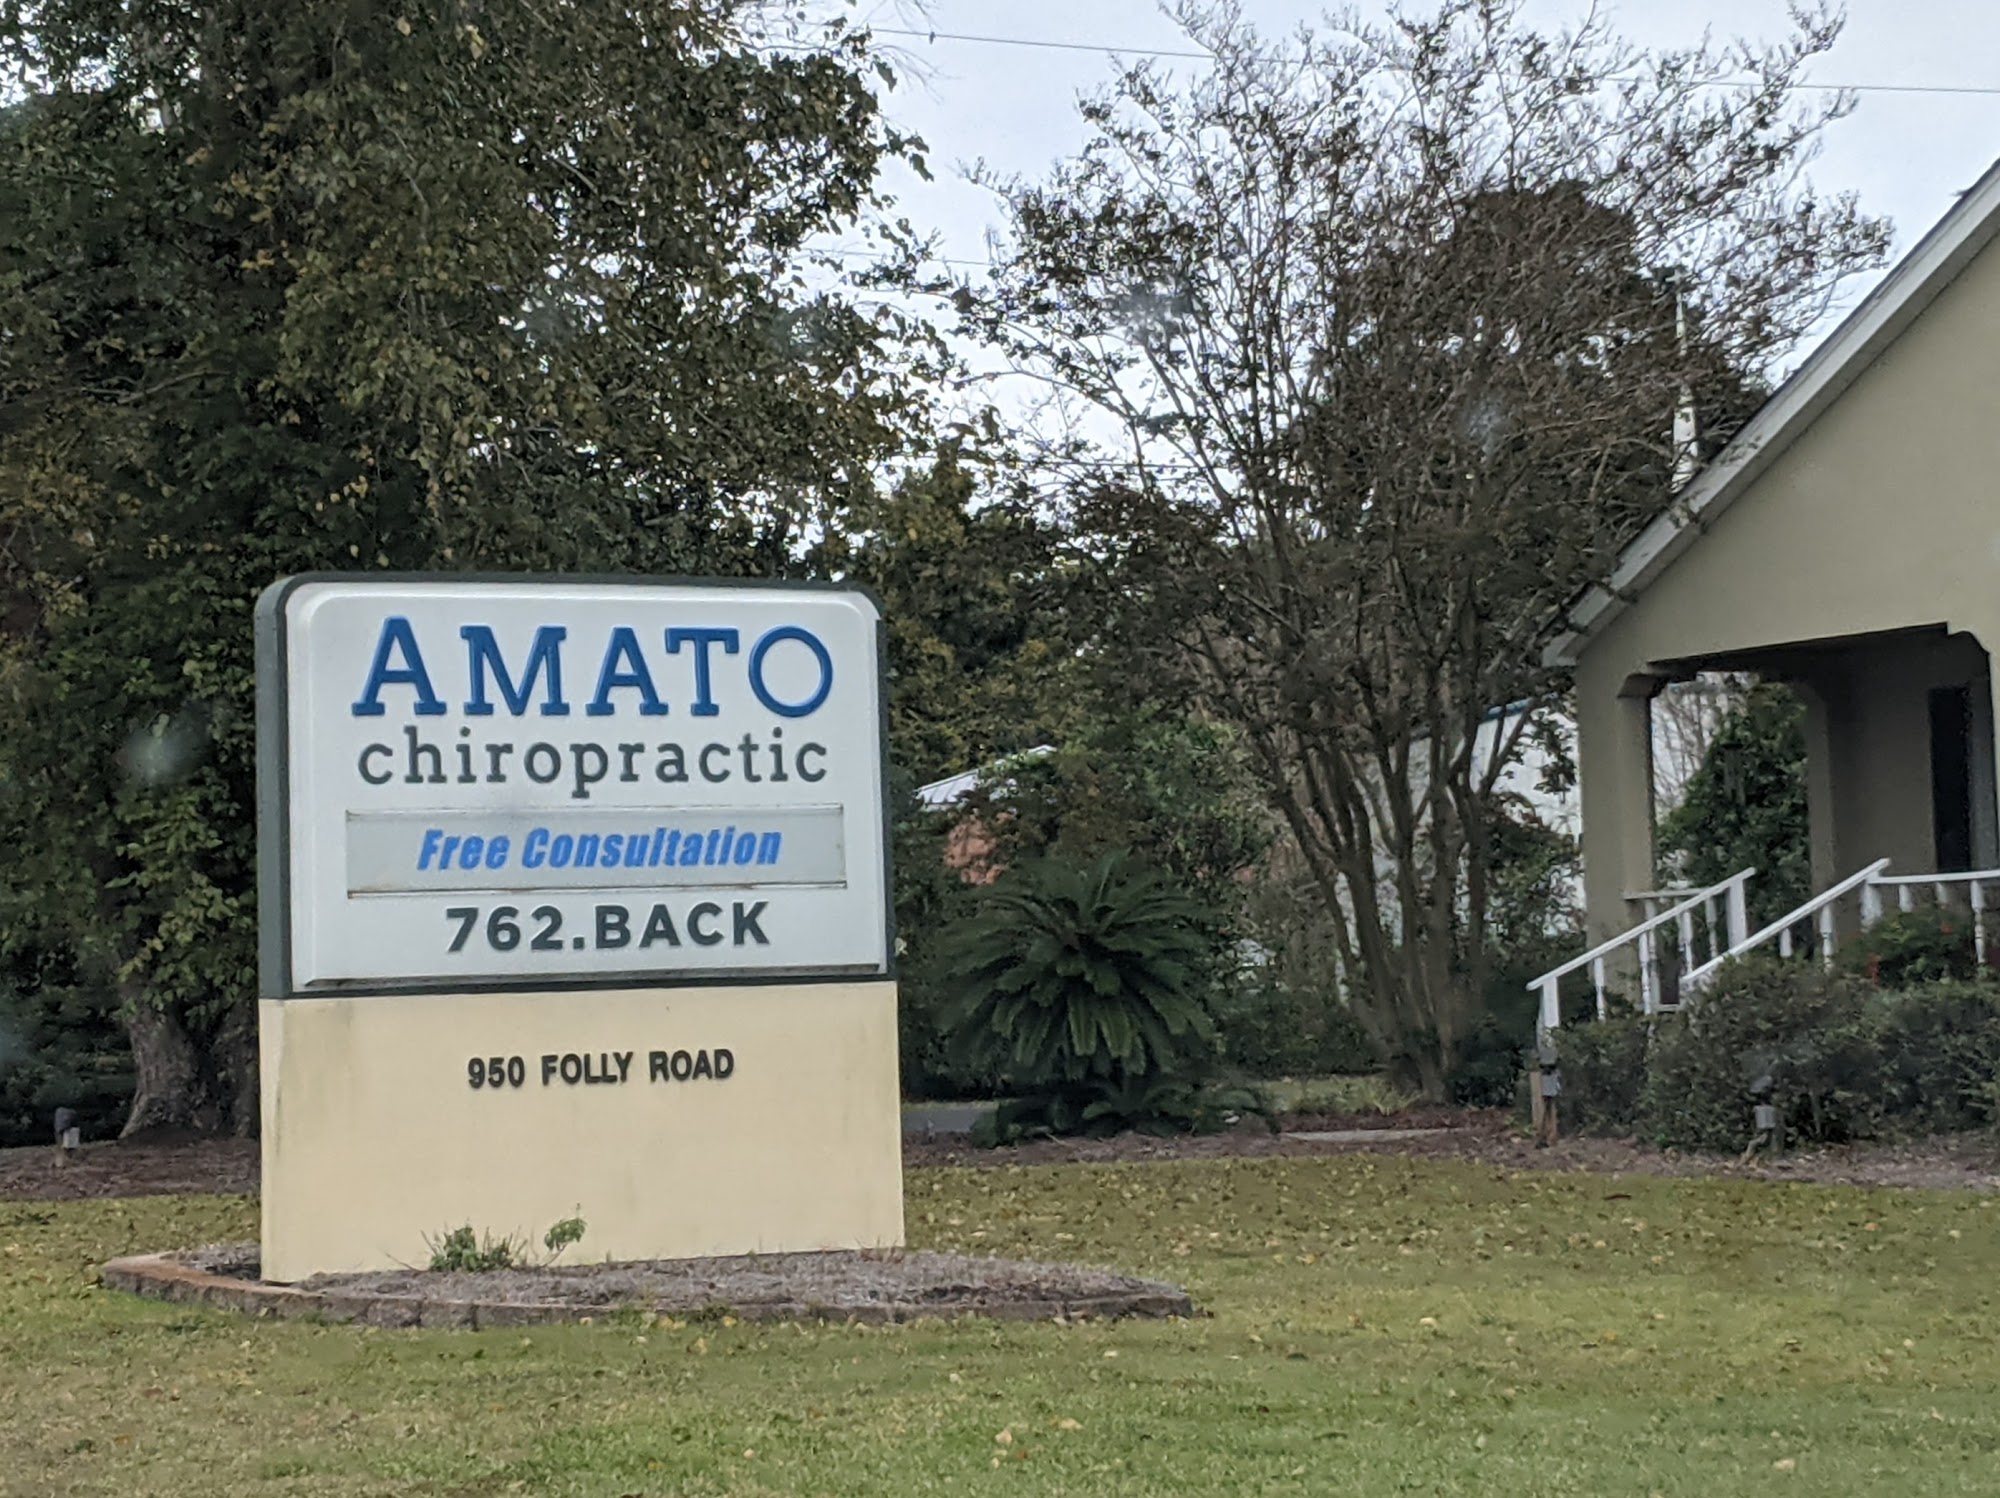 AMATO
chiropractic
Free Consultation
762.BACK
950 FOLLY ROAD